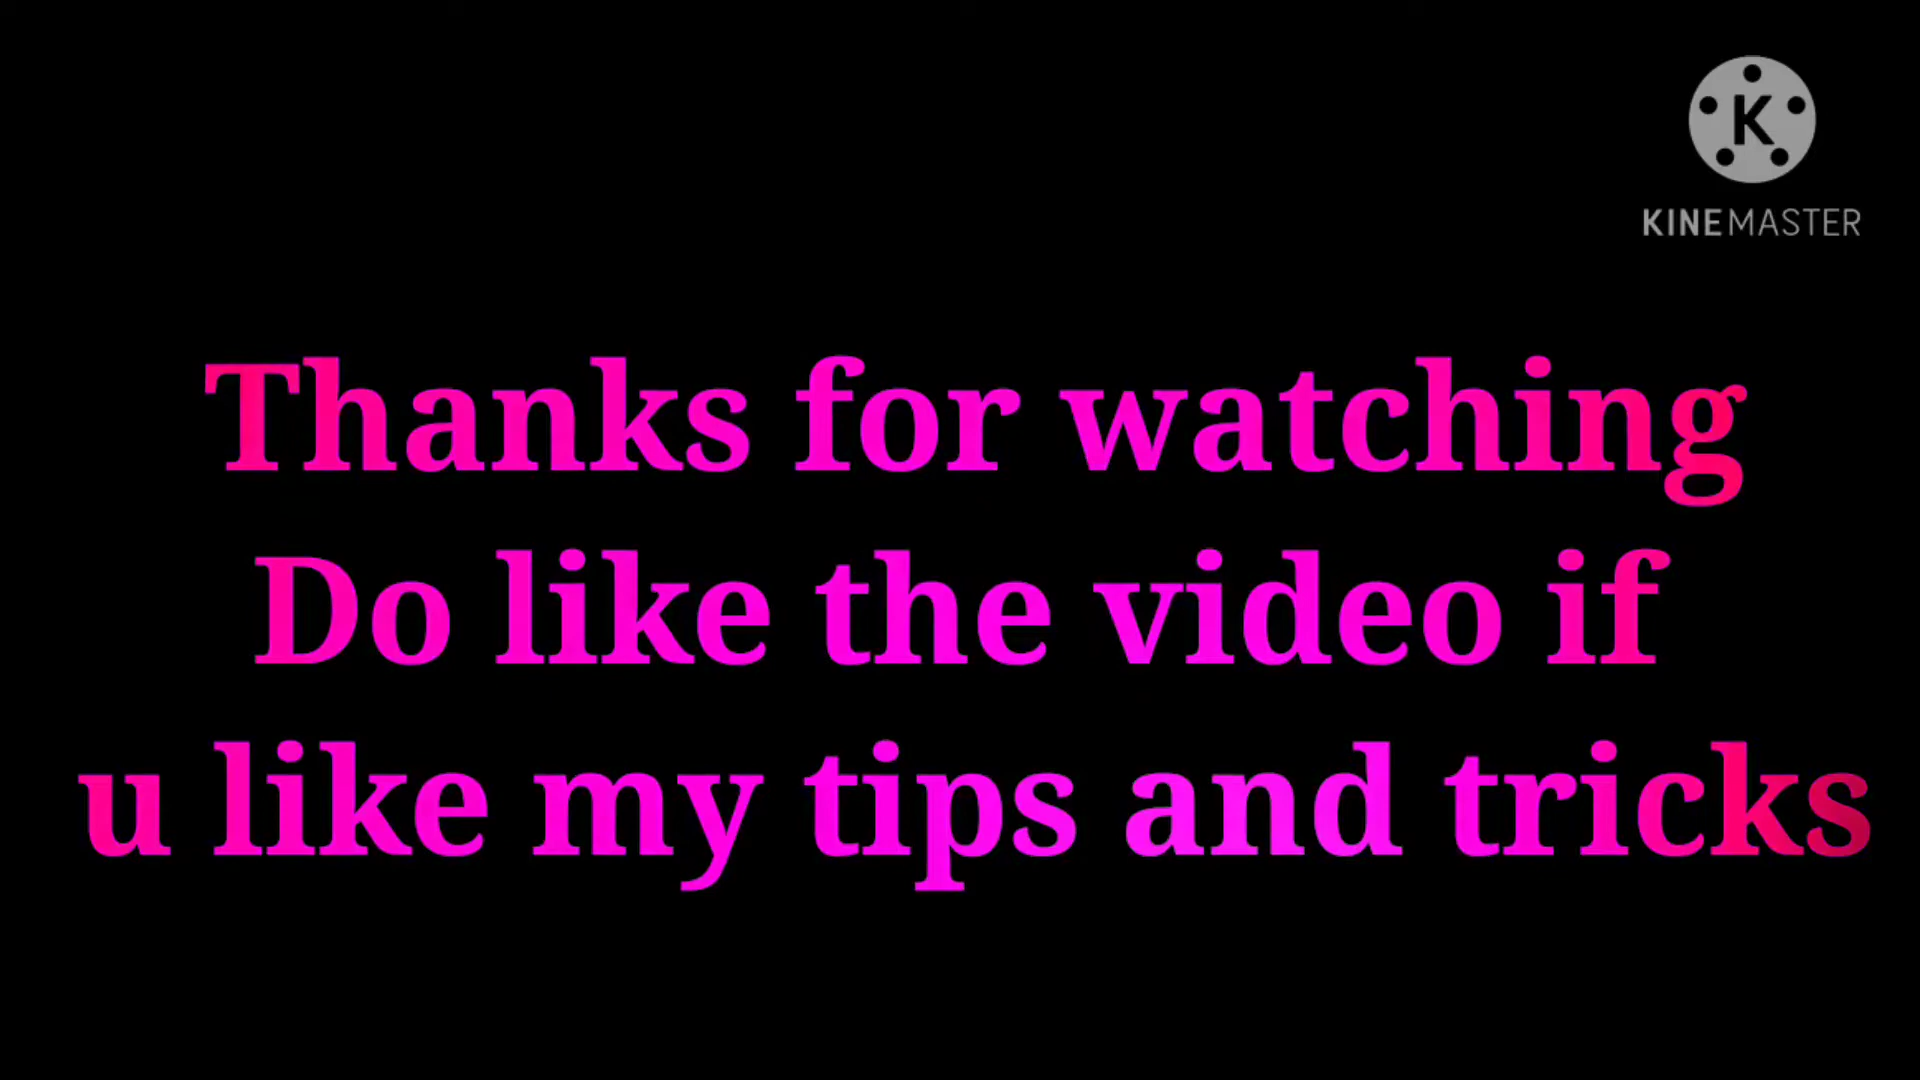 K
KINEMASTER
Thanks for watching
Do like the video if
u like my tips and tricks